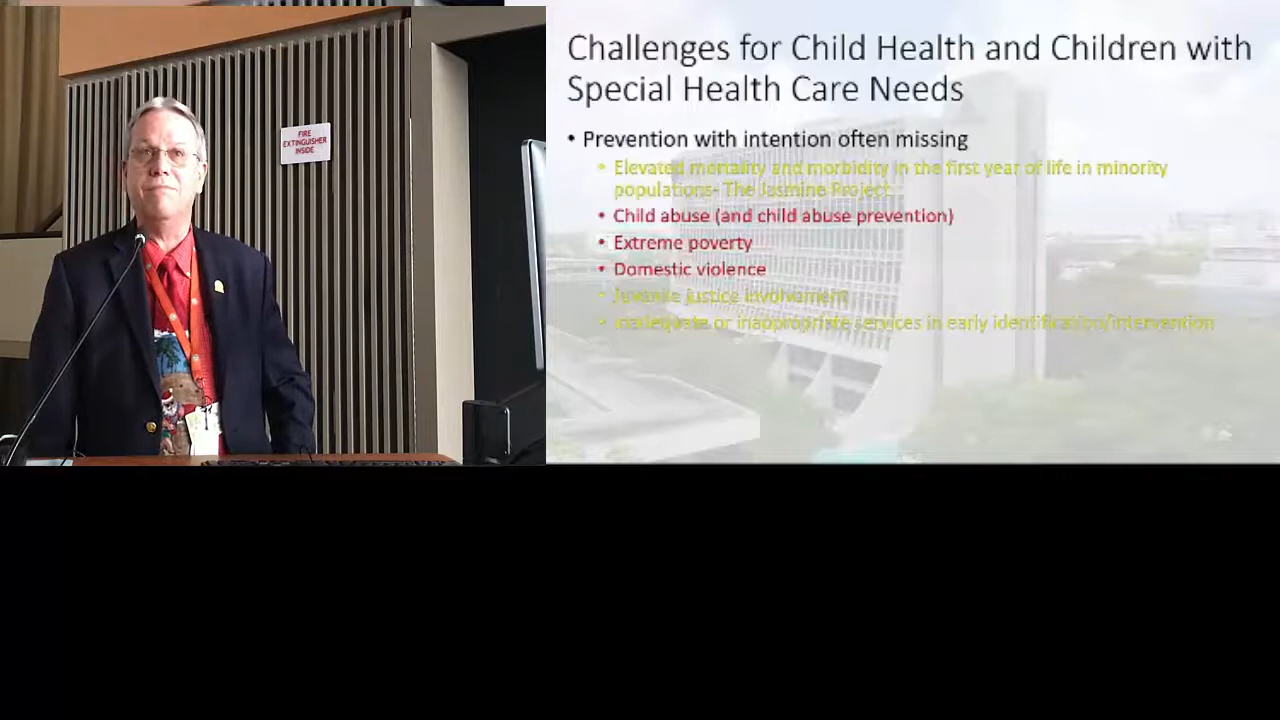 FIRE
EXTINGUISHER
INSIDE
Challenges for Child Health and Children with
Special Health Care Needs
• Prevention with intention often missing
• Elevated mortality and morbidity in the first year of life in minority
populations- The Jasmine Project
• Child abuse (and child abuse prevention)
• Extreme poverty
• Domestic violence
• Juvenile justice involvement
• Inadequate or inappropriate services in early identification/intervention